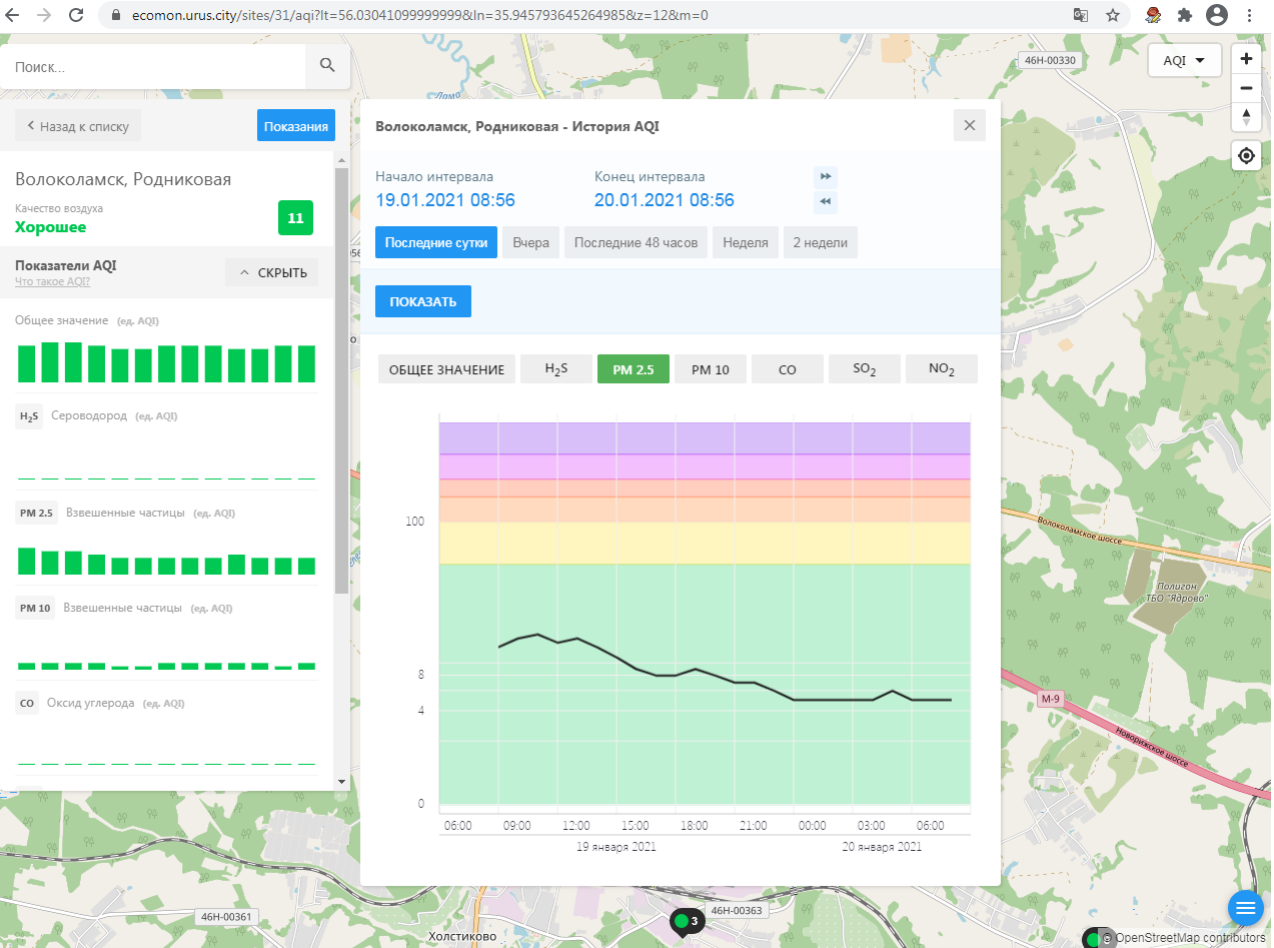 ecomon.urus.city/sites/31/aqi?lt=56.03041099999999&ln=35.945793645264985&z=12&m=0
Поиск...
46Н-00330
AQI
Назад к списку
Показания
Волоколамск, Родниковая
Качество воздуха
Хорошее
11
Показатели AQI
Что такое AQI?
СКРЫТЬ
Общее значение (ед. AQI)
H2S Сероводород (ед. AQI)
PM 2.5 Взвешенные частицы (ед. AQI)
PM 10 Взвешенные частицы (ед. AQI)
CO Оксид углерода (ед. AQI)
Волоколамск, Родниковая - История AQI
Начало интервала
19.01.2021 08:56
Конец интервала
20.01.2021 08:56
Последние сутки
Вчера
Последние 48 часов
Неделя
2 недели
ПОКАЗАТЬ
ОБЩЕЕ ЗНАЧЕНИЕ
H2S
PM 2.5
PM 10
CO
SO2
NO2
100
8
4
0
06:00 09:00 12:00 15:00 18:00 21:00 00:00 03:00 06:00
19 января 2021
20 января 2021
Волоколамское шоссе
Полигон
ТБО "Ядрово"
М-9
Новорижское шоссе
46Н-00361
46Н-00363
3
Холстиково
© OpenStreetMap contributors